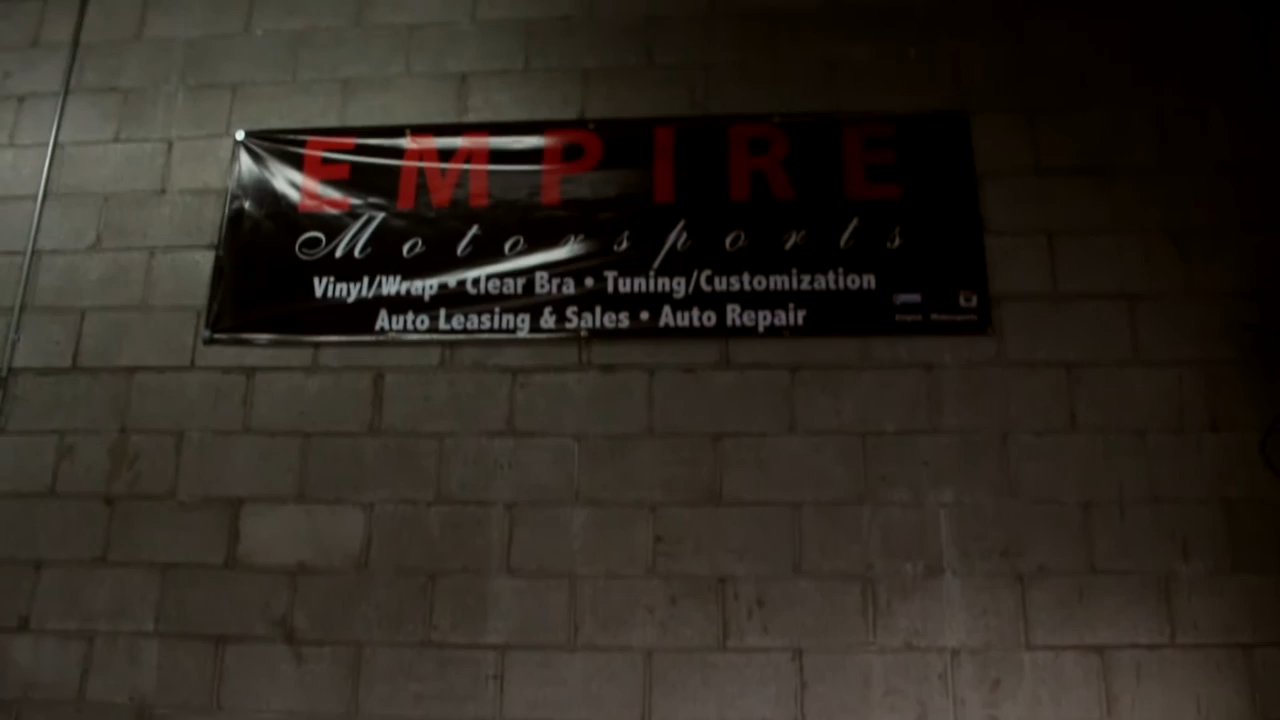 EMPIRE
Motorsports
Vinyl/Wrap • Clear Bra • Tuning/Customization
Auto Leasing & Sales • Auto Repair